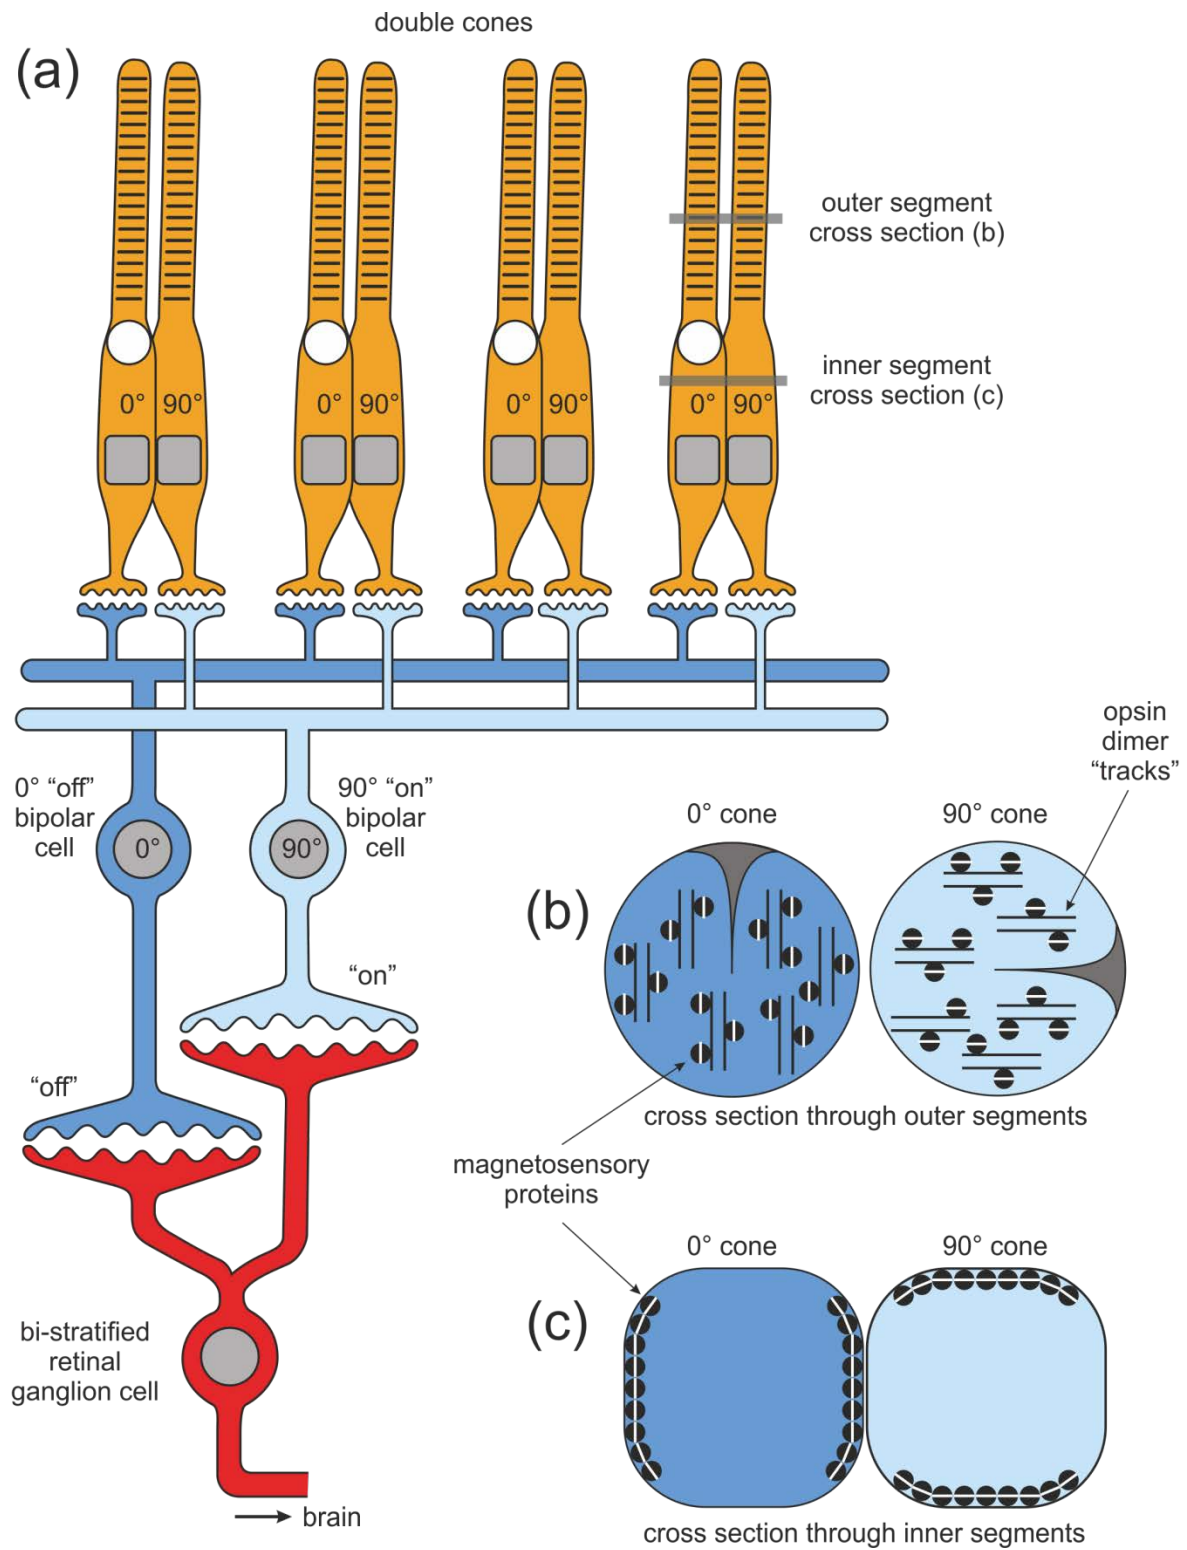 double cones
(a)
outer segment
cross section (b)
inner segment
cross section (c)
0° 90° 0° 90° 0° 90° 0° 90°
0° “off”
bipolar
cell
0°
90°
90° “on”
bipolar
cell
“on”
“off”
bi-stratified
retinal
ganglion cell
brain
opsin
dimer
“tracks”
0° cone
90° cone
(b)
cross section through outer segments
magnetosensory
proteins
0° cone
90° cone
(c)
cross section through inner segments